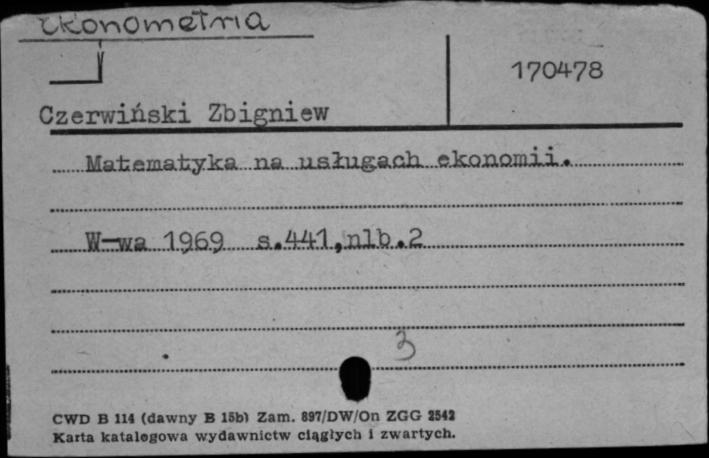 Ekonometria
170478
Czerwiński Zbigniew
Matematyka na usługach ekonomii.
W-wa 1969 s.441,nlb.2
3
CWD B 114 (dawny B 15b) Zam. 897/DW/On ZGG 2542
Karta katalogowa wydawnictw ciągłych i zwartych.